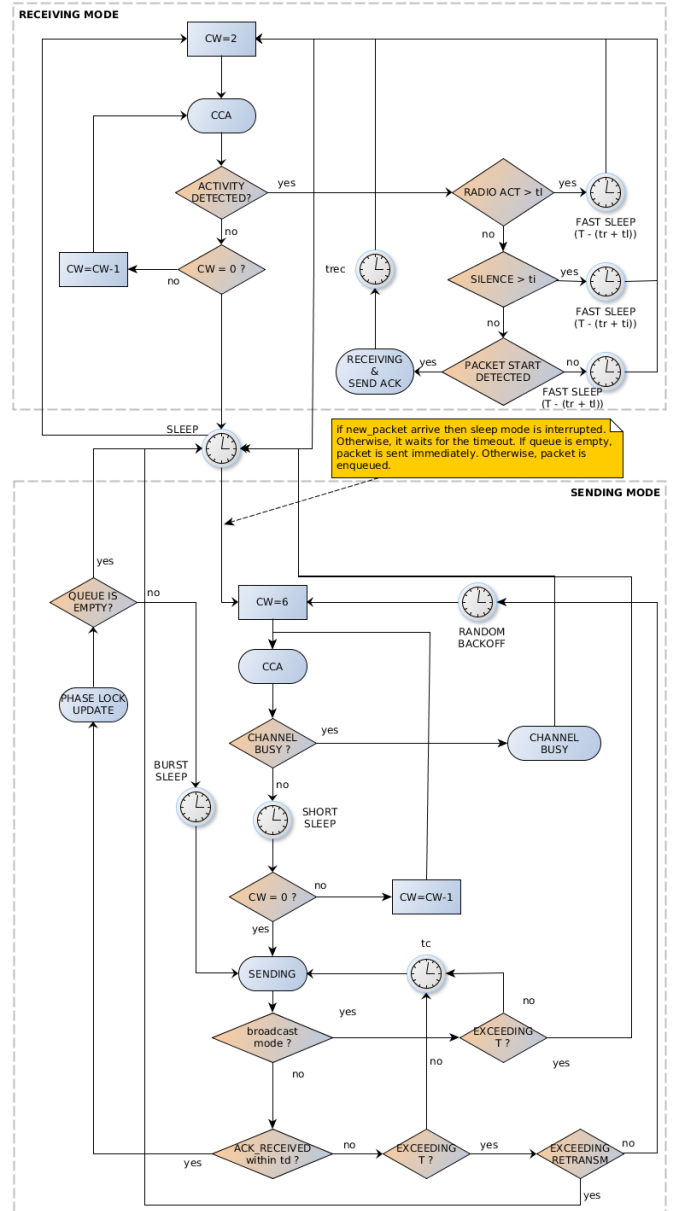 RECEIVING MODE
CW=2
CCA
ACTIVITY
DETECTED?
yes
no
CW = 0 ?
no
CW=CW-1
RADIO ACT > tl
yes
FAST SLEEP
(T - (tr + tl))
no
SILENCE > ti
yes
FAST SLEEP
(T - (tr + ti))
no
PACKET START
DETECTED
no
FAST SLEEP
(T - (tr + tl))
yes
RECEIVING
&
SEND ACK
trec
SLEEP
if new_packet arrive then sleep mode is interrupted.
Otherwise, it waits for the timeout. If queue is empty,
packet is sent immediately. Otherwise, packet is
enqueued.
SENDING MODE
yes
QUEUE IS
EMPTY?
no
PHASE LOCK
UPDATE
BURST
SLEEP
CW=6
RANDOM
BACKOFF
CCA
CHANNEL
BUSY ?
yes
CHANNEL
BUSY
no
SHORT
SLEEP
CW = 0 ?
no
CW=CW-1
yes
SENDING
tc
broadcast
mode ?
yes
EXCEEDING
T ?
no
yes
no
ACK_RECEIVED
within td ?
yes
no
EXCEEDING
T ?
no
yes
EXCEEDING
RETRANSM
no
yes